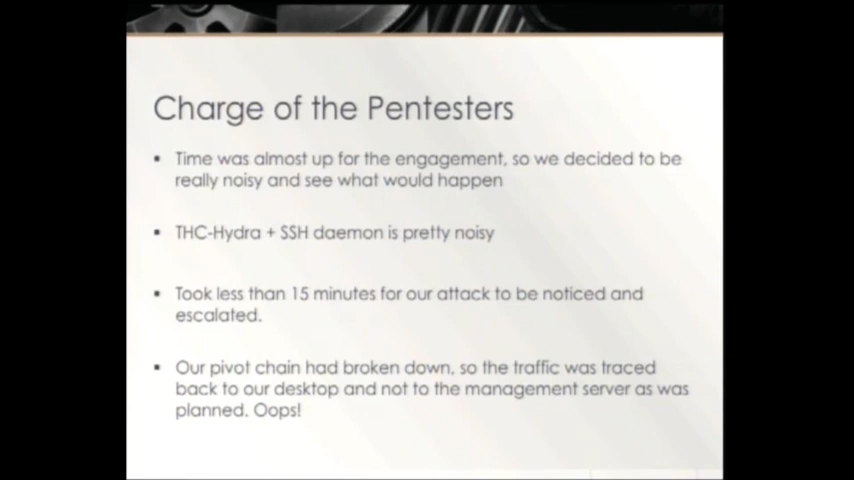 Charge of the Pentesters
▪ Time was almost up for the engagement, so we decided to be
really noisy and see what would happen
▪ THC-Hydra + SSH daemon is pretty noisy
▪ Took less than 15 minutes for our attack to be noticed and
escalated.
▪ Our pivot chain had broken down, so the traffic was traced
back to our desktop and not to the management server as was
planned. Oops!